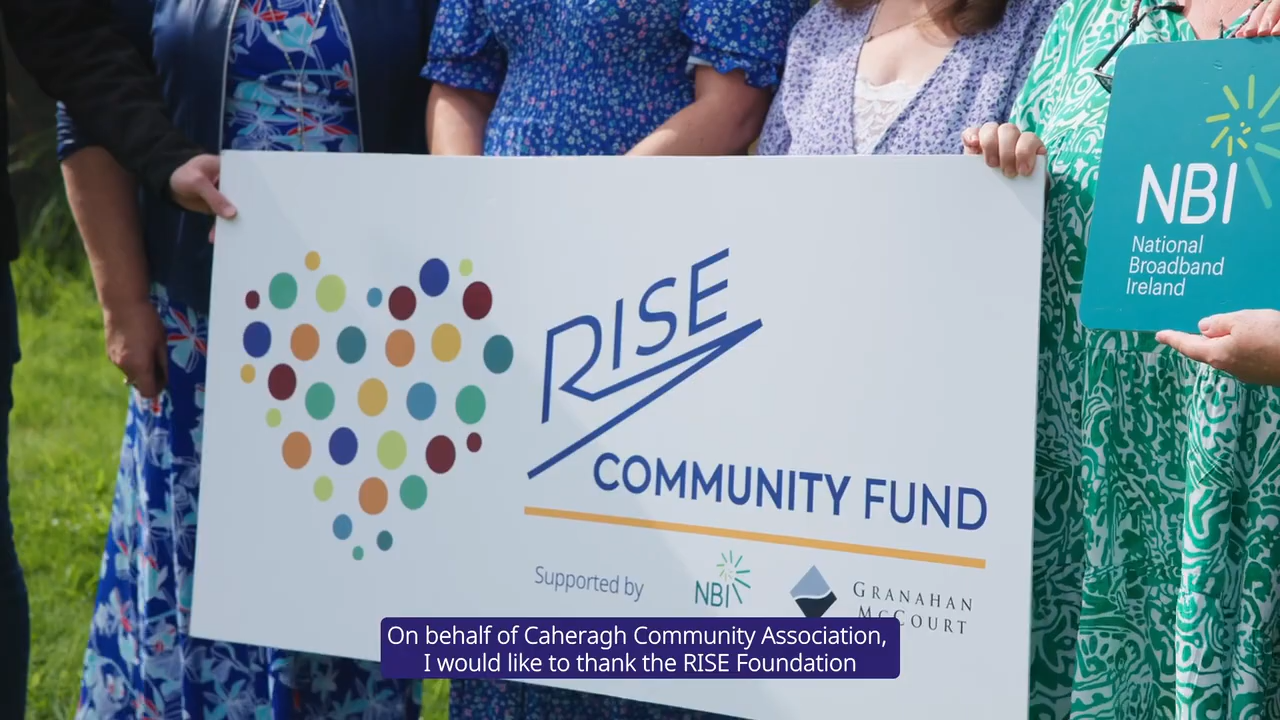 NBI
National
Broadband
Ireland
RISE
COMMUNITY FUND
Supported by
NBI
GRANAHAN
MCCOURT
On behalf of Caheragh Community Association,
I would like to thank the RISE Foundation